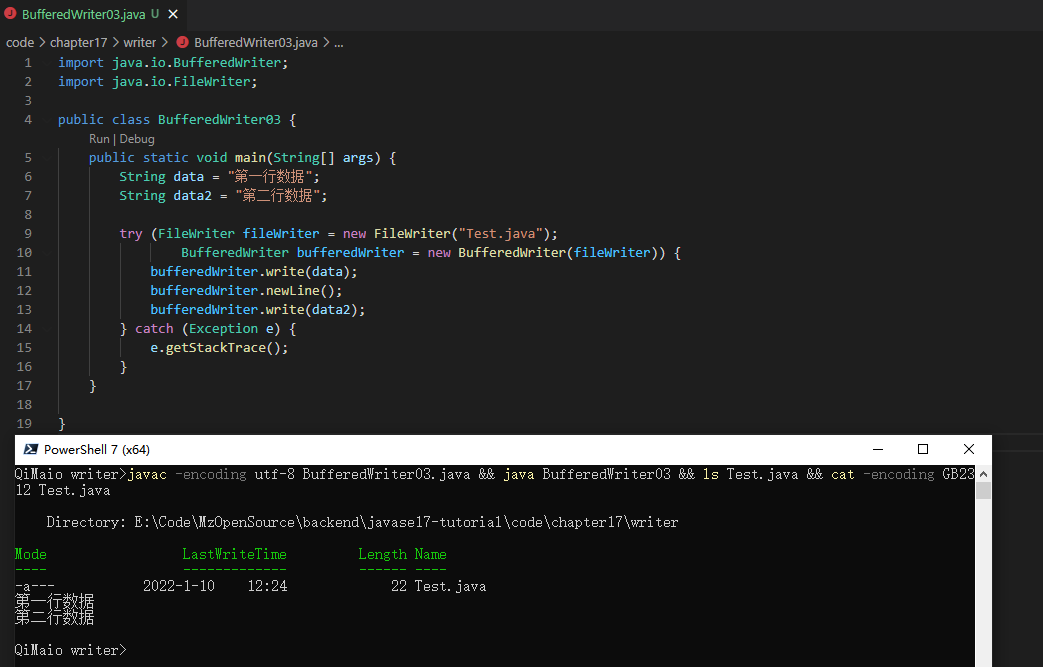 BufferedWriter03.java U
code > chapter17 > writer > BufferedWriter03.java > ...
1 import java.io.BufferedWriter;
2 import java.io.FileWriter;
3
4 public class BufferedWriter03 {
Run | Debug
5 public static void main(String[] args) {
6 String data = "第一行数据";
7 String data2 = "第二行数据";
8
9 try (FileWriter fileWriter = new FileWriter("Test.java");
10 BufferedWriter bufferedWriter = new BufferedWriter(fileWriter)) {
11 bufferedWriter.write(data);
12 bufferedWriter.newLine();
13 bufferedWriter.write(data2);
14 } catch (Exception e) {
15 e.getStackTrace();
16 }
17 }
18
19 }
PowerShell 7 (x64)
QiMaio writer>javac -encoding utf-8 BufferedWriter03.java && java BufferedWriter03 && ls Test.java && cat -encoding GB23
12 Test.java
Directory: E:\Code\MzOpenSource\backend\javase17-tutorial\code\chapter17\writer
Mode LastWriteTime Length Name
---- ------------- ------ ----
-a--- 2022-1-10 12:24 22 Test.java
第一行数据
第二行数据
QiMaio writer>